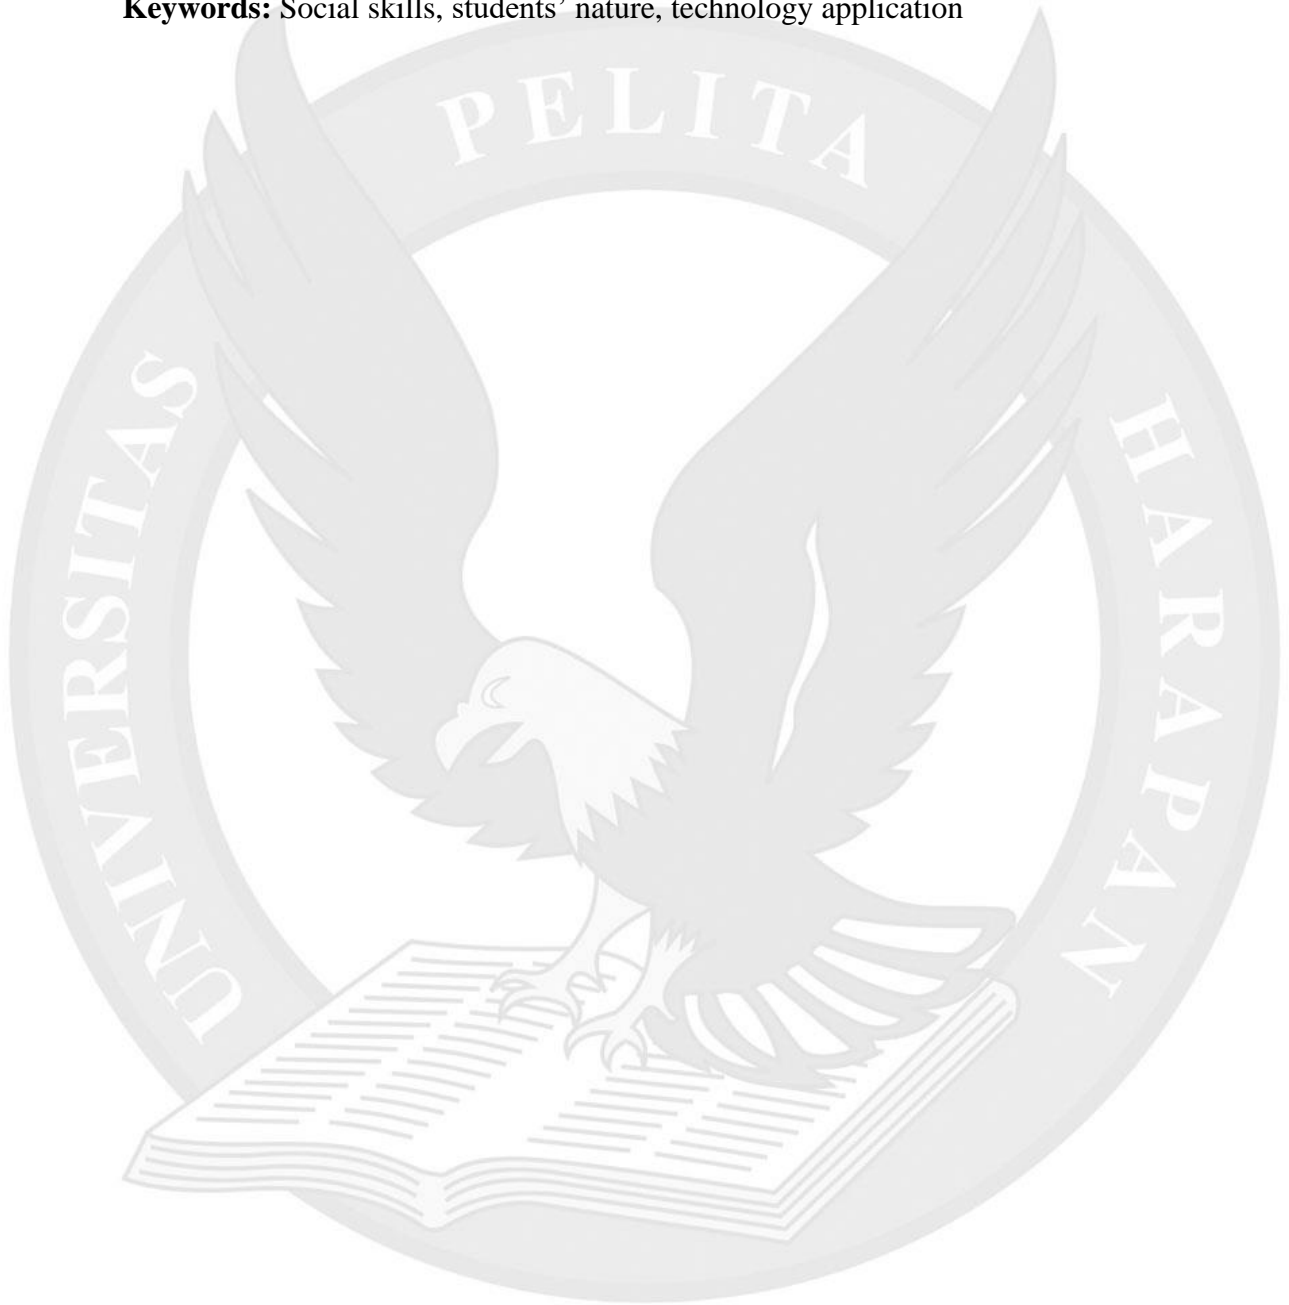 Keywords: Social skills, students’ nature, technology application
UNIVERSITAS PELITA HARAPAN